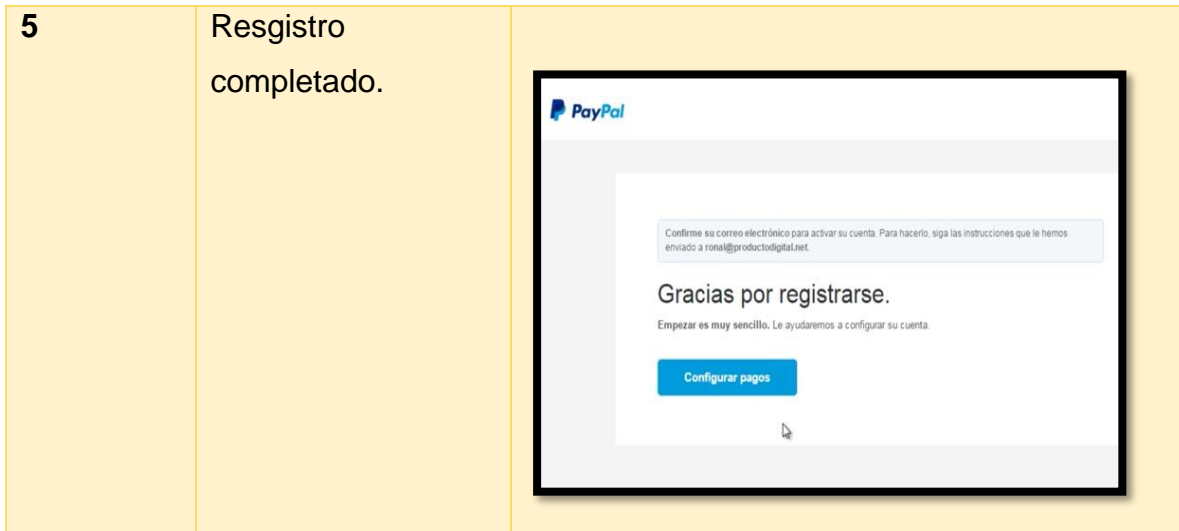 5
Resgistro
completado.
PayPal
Confirme su correo electrónico para activar su cuenta. Para hacerlo, siga las instrucciones que le hemos
enviado a ronal@productodigital.net.
Gracias por registrarse.
Empezar es muy sencillo. Le ayudaremos a configurar su cuenta.
Configurar pagos